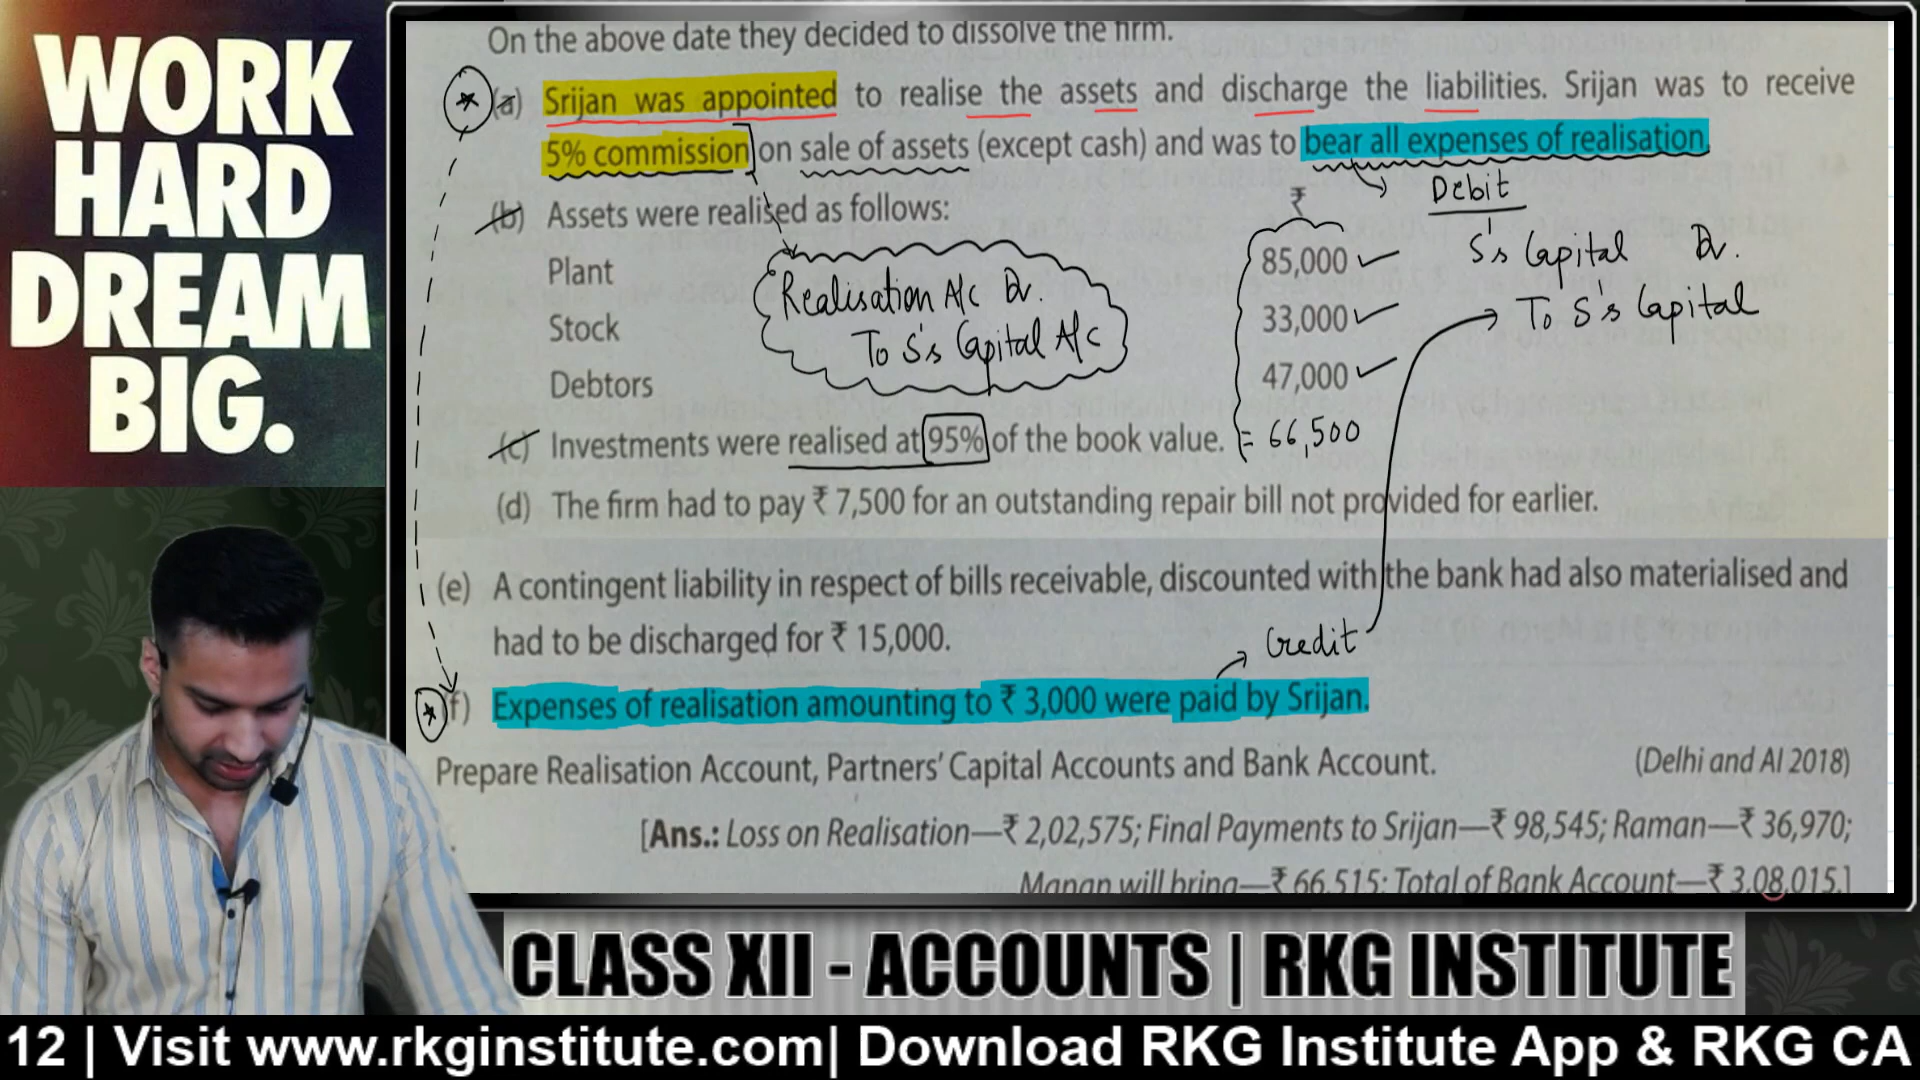 WORK
HARD
DREAM
BIG.
On the above date they decided to dissolve the firm.
(a) Srijan was appointed to realise the assets and discharge the liabilities. Srijan was to receive
5% commission on sale of assets (except cash) and was to bear all expenses of realisation.
Debit
(b) Assets were realised as follows: ₹
Plant 85,000
Stock 33,000
Debtors 47,000
Realisation A/c Dr.
To S's Capital A/c
S's Capital Dr.
To S's Capital
(c) Investments were realised at 95% of the book value. = 66,500
(d) The firm had to pay ₹ 7,500 for an outstanding repair bill not provided for earlier.
(e) A contingent liability in respect of bills receivable, discounted with the bank had also materialised and
had to be discharged for ₹ 15,000.
Credit
(f) Expenses of realisation amounting to ₹ 3,000 were paid by Srijan.
Prepare Realisation Account, Partners' Capital Accounts and Bank Account. (Delhi and AI 2018)
[Ans.: Loss on Realisation—₹ 2,02,575; Final Payments to Srijan—₹ 98,545; Raman—₹ 36,970;
Manan will bring—₹ 66,515; Total of Bank Account—₹ 3,08,015.]
CLASS XII - ACCOUNTS | RKG INSTITUTE
12 | Visit www.rkginstitute.com| Download RKG Institute App & RKG CA